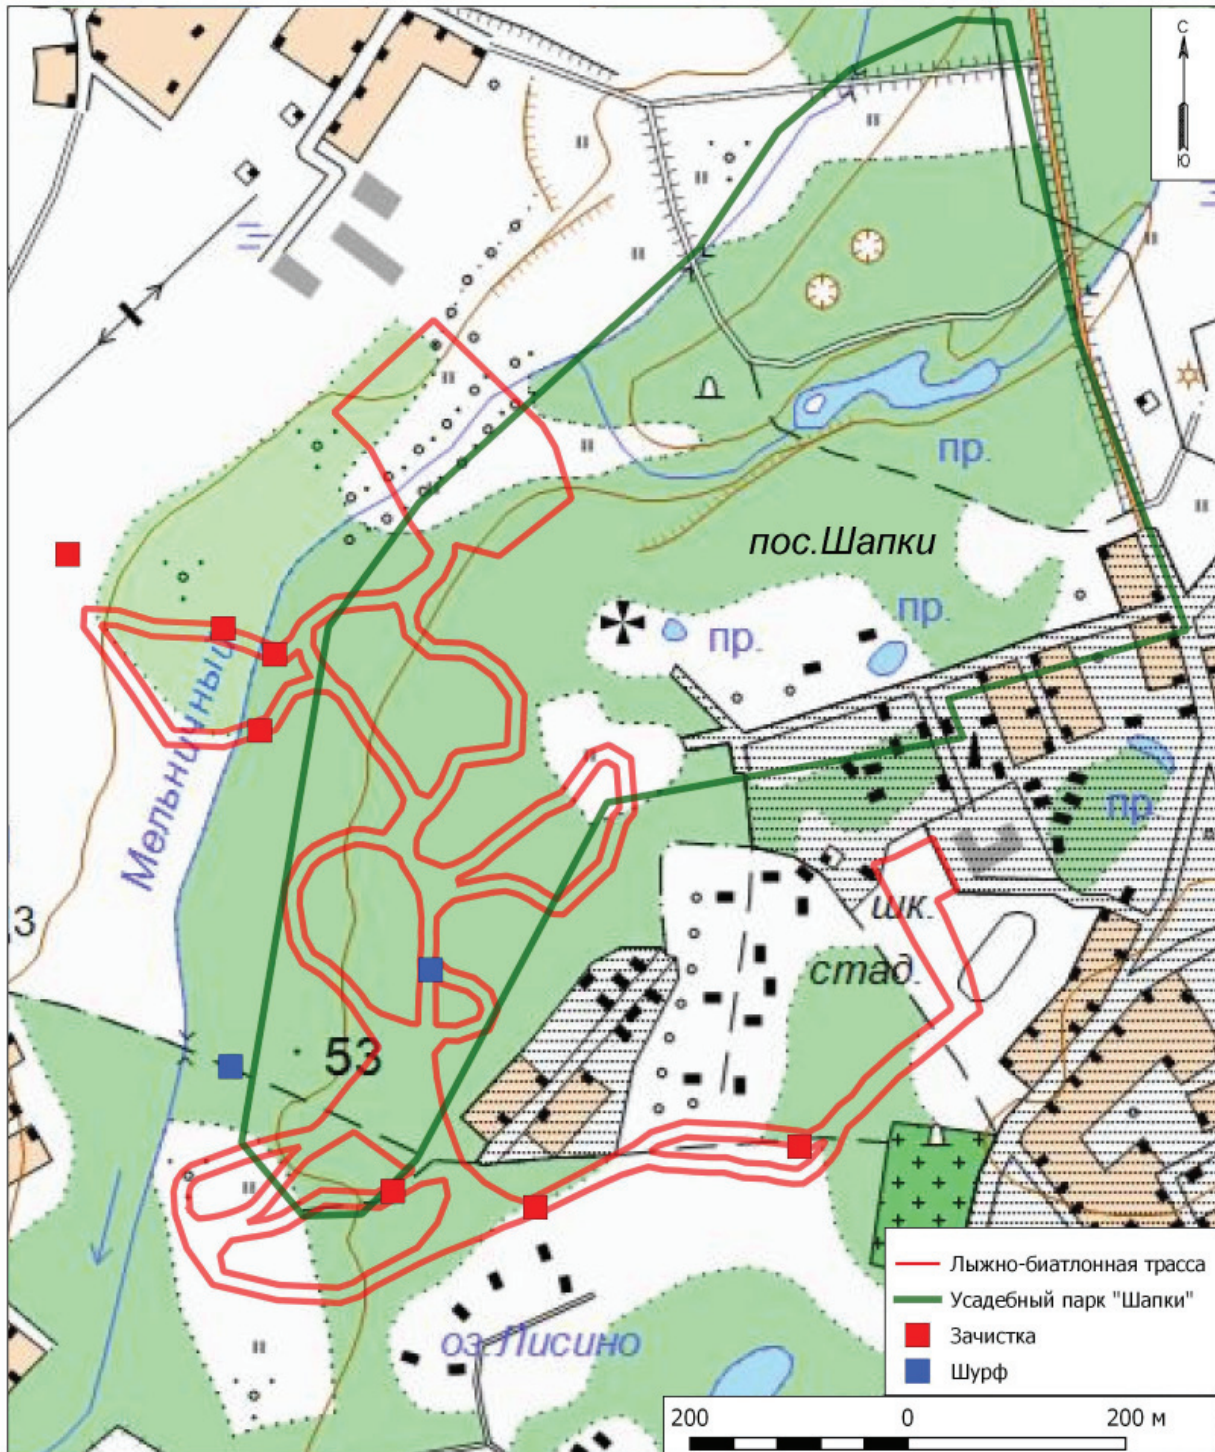 С
Ю
пр.
пос.Шапки
пр.
пр.
пр
Мельничный
шк.
стад.
.3
53
оз.Лисино
Лыжно-биатлонная трасса
Усадебный парк "Шапки"
Зачистка
Шурф
200 0 200 м